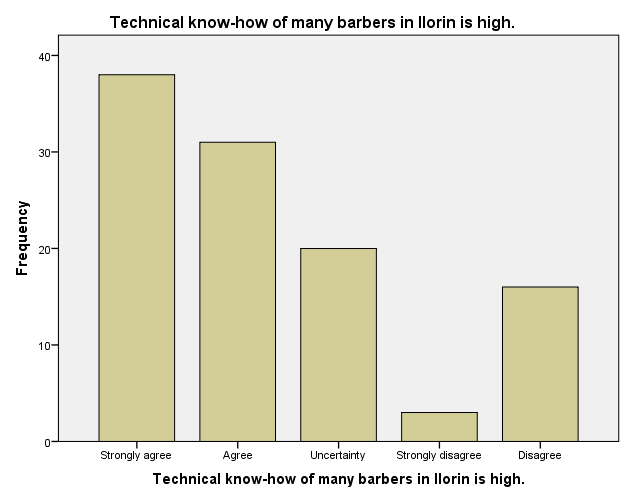 Technical know-how of many barbers in Ilorin is high.
40
30
20
10
0
Frequency
Strongly agree
Agree
Uncertainty
Strongly disagree
Disagree
Technical know-how of many barbers in Ilorin is high.